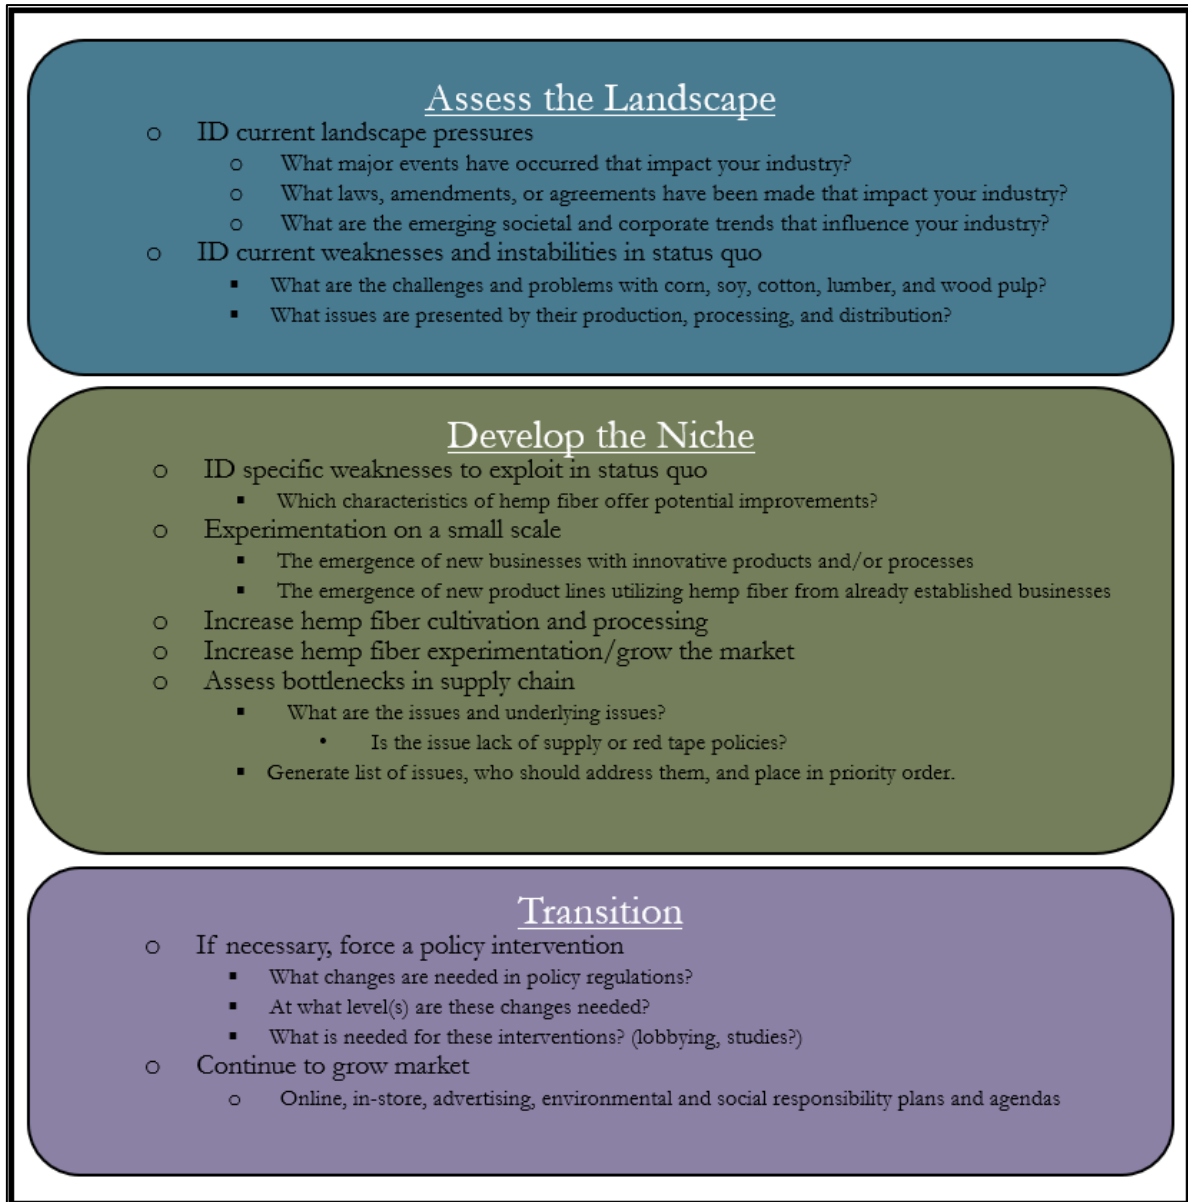 Assess the Landscape
o ID current landscape pressures
o What major events have occurred that impact your industry?
o What laws, amendments, or agreements have been made that impact your industry?
o What are the emerging societal and corporate trends that influence your industry?
o ID current weaknesses and instabilities in status quo
▪ What are the challenges and problems with corn, soy, cotton, lumber, and wood pulp?
▪ What issues are presented by their production, processing, and distribution?
Develop the Niche
o ID specific weaknesses to exploit in status quo
▪ Which characteristics of hemp fiber offer potential improvements?
o Experimentation on a small scale
▪ The emergence of new businesses with innovative products and/or processes
▪ The emergence of new product lines utilizing hemp fiber from already established businesses
o Increase hemp fiber cultivation and processing
o Increase hemp fiber experimentation/grow the market
o Assess bottlenecks in supply chain
▪ What are the issues and underlying issues?
• Is the issue lack of supply or red tape policies?
▪ Generate list of issues, who should address them, and place in priority order.
Transition
o If necessary, force a policy intervention
▪ What changes are needed in policy regulations?
▪ At what level(s) are these changes needed?
▪ What is needed for these interventions? (lobbying, studies?)
o Continue to grow market
o Online, in-store, advertising, environmental and social responsibility plans and agendas